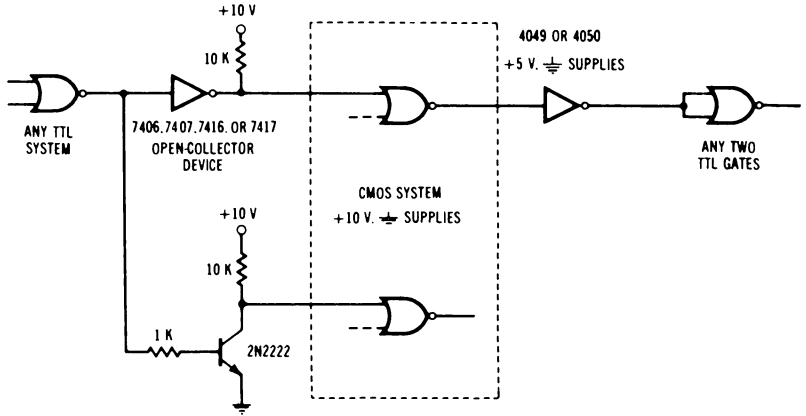 +10 V
10 K
ANY TTL
SYSTEM
7406.7407.7416. OR 7417
OPEN-COLLECTOR
DEVICE
4049 OR 4050
+5 V. ⏚ SUPPLIES
ANY TWO
TTL GATES
CMOS SYSTEM
+10 V. ⏚ SUPPLIES
+10 V
10 K
1 K
2N2222